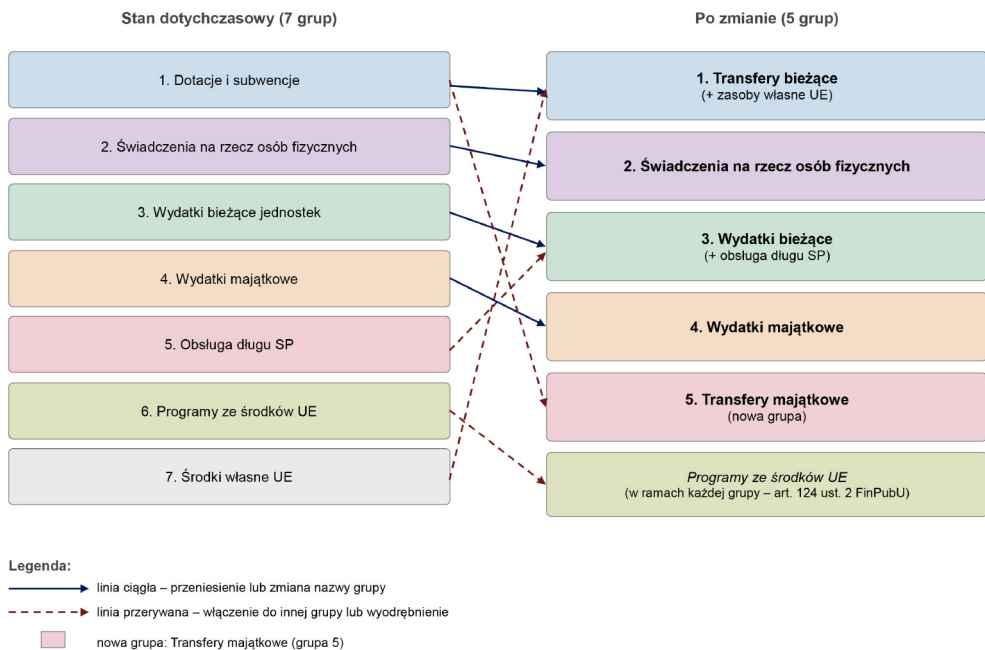 Stan dotychczasowy (7 grup)
Po zmianie (5 grup)
1. Dotacje i subwencje
2. Świadczenia na rzecz osób fizycznych
3. Wydatki bieżące jednostek
4. Wydatki majątkowe
5. Obsługa długu SP
6. Programy ze środków UE
7. Środki własne UE
1. Transfery bieżące
(+ zasoby własne UE)
2. Świadczenia na rzecz osób fizycznych
3. Wydatki bieżące
(+ obsługa długu SP)
4. Wydatki majątkowe
5. Transfery majątkowe
(nowa grupa)
Programy ze środków UE
(w ramach każdej grupy – art. 124 ust. 2 FinPubU)
Legenda:
linia ciągła – przeniesienie lub zmiana nazwy grupy
linia przerywana – włączenie do innej grupy lub wyodrębnienie
nowa grupa: Transfery majątkowe (grupa 5)